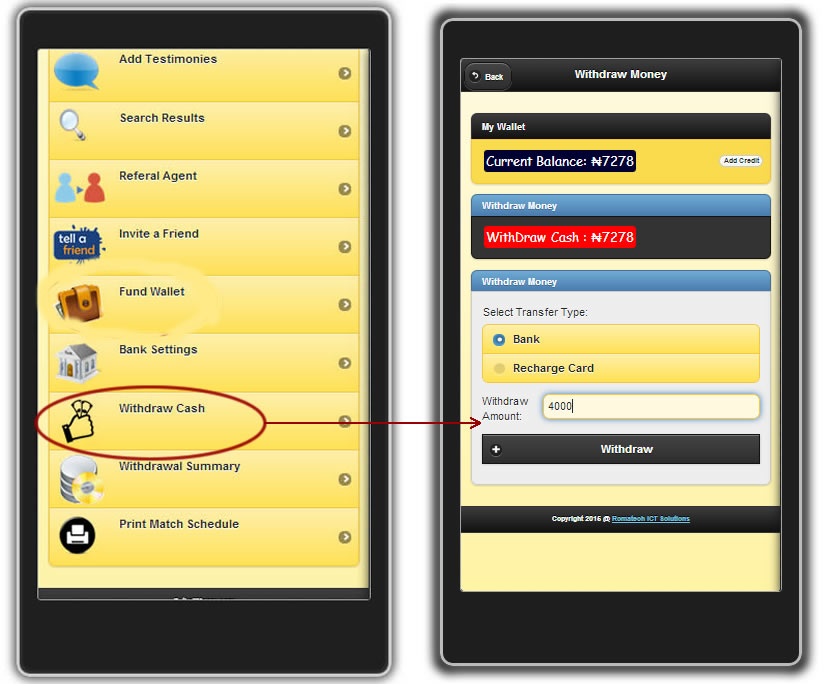 Add Testimonies
Search Results
Referal Agent
tell a
friend
Invite a Friend
Fund Wallet
Bank Settings
Withdraw Cash
Withdrawal Summary
Print Match Schedule
Back
Withdraw Money
My Wallet
Current Balance: ₦7278
Add Credit
Withdraw Money
WithDraw Cash : ₦7278
Withdraw Money
Select Transfer Type:
Bank
Recharge Card
Withdraw
Amount:
4000
Withdraw
Copyright 2015 @ Romatech ICT Solutions